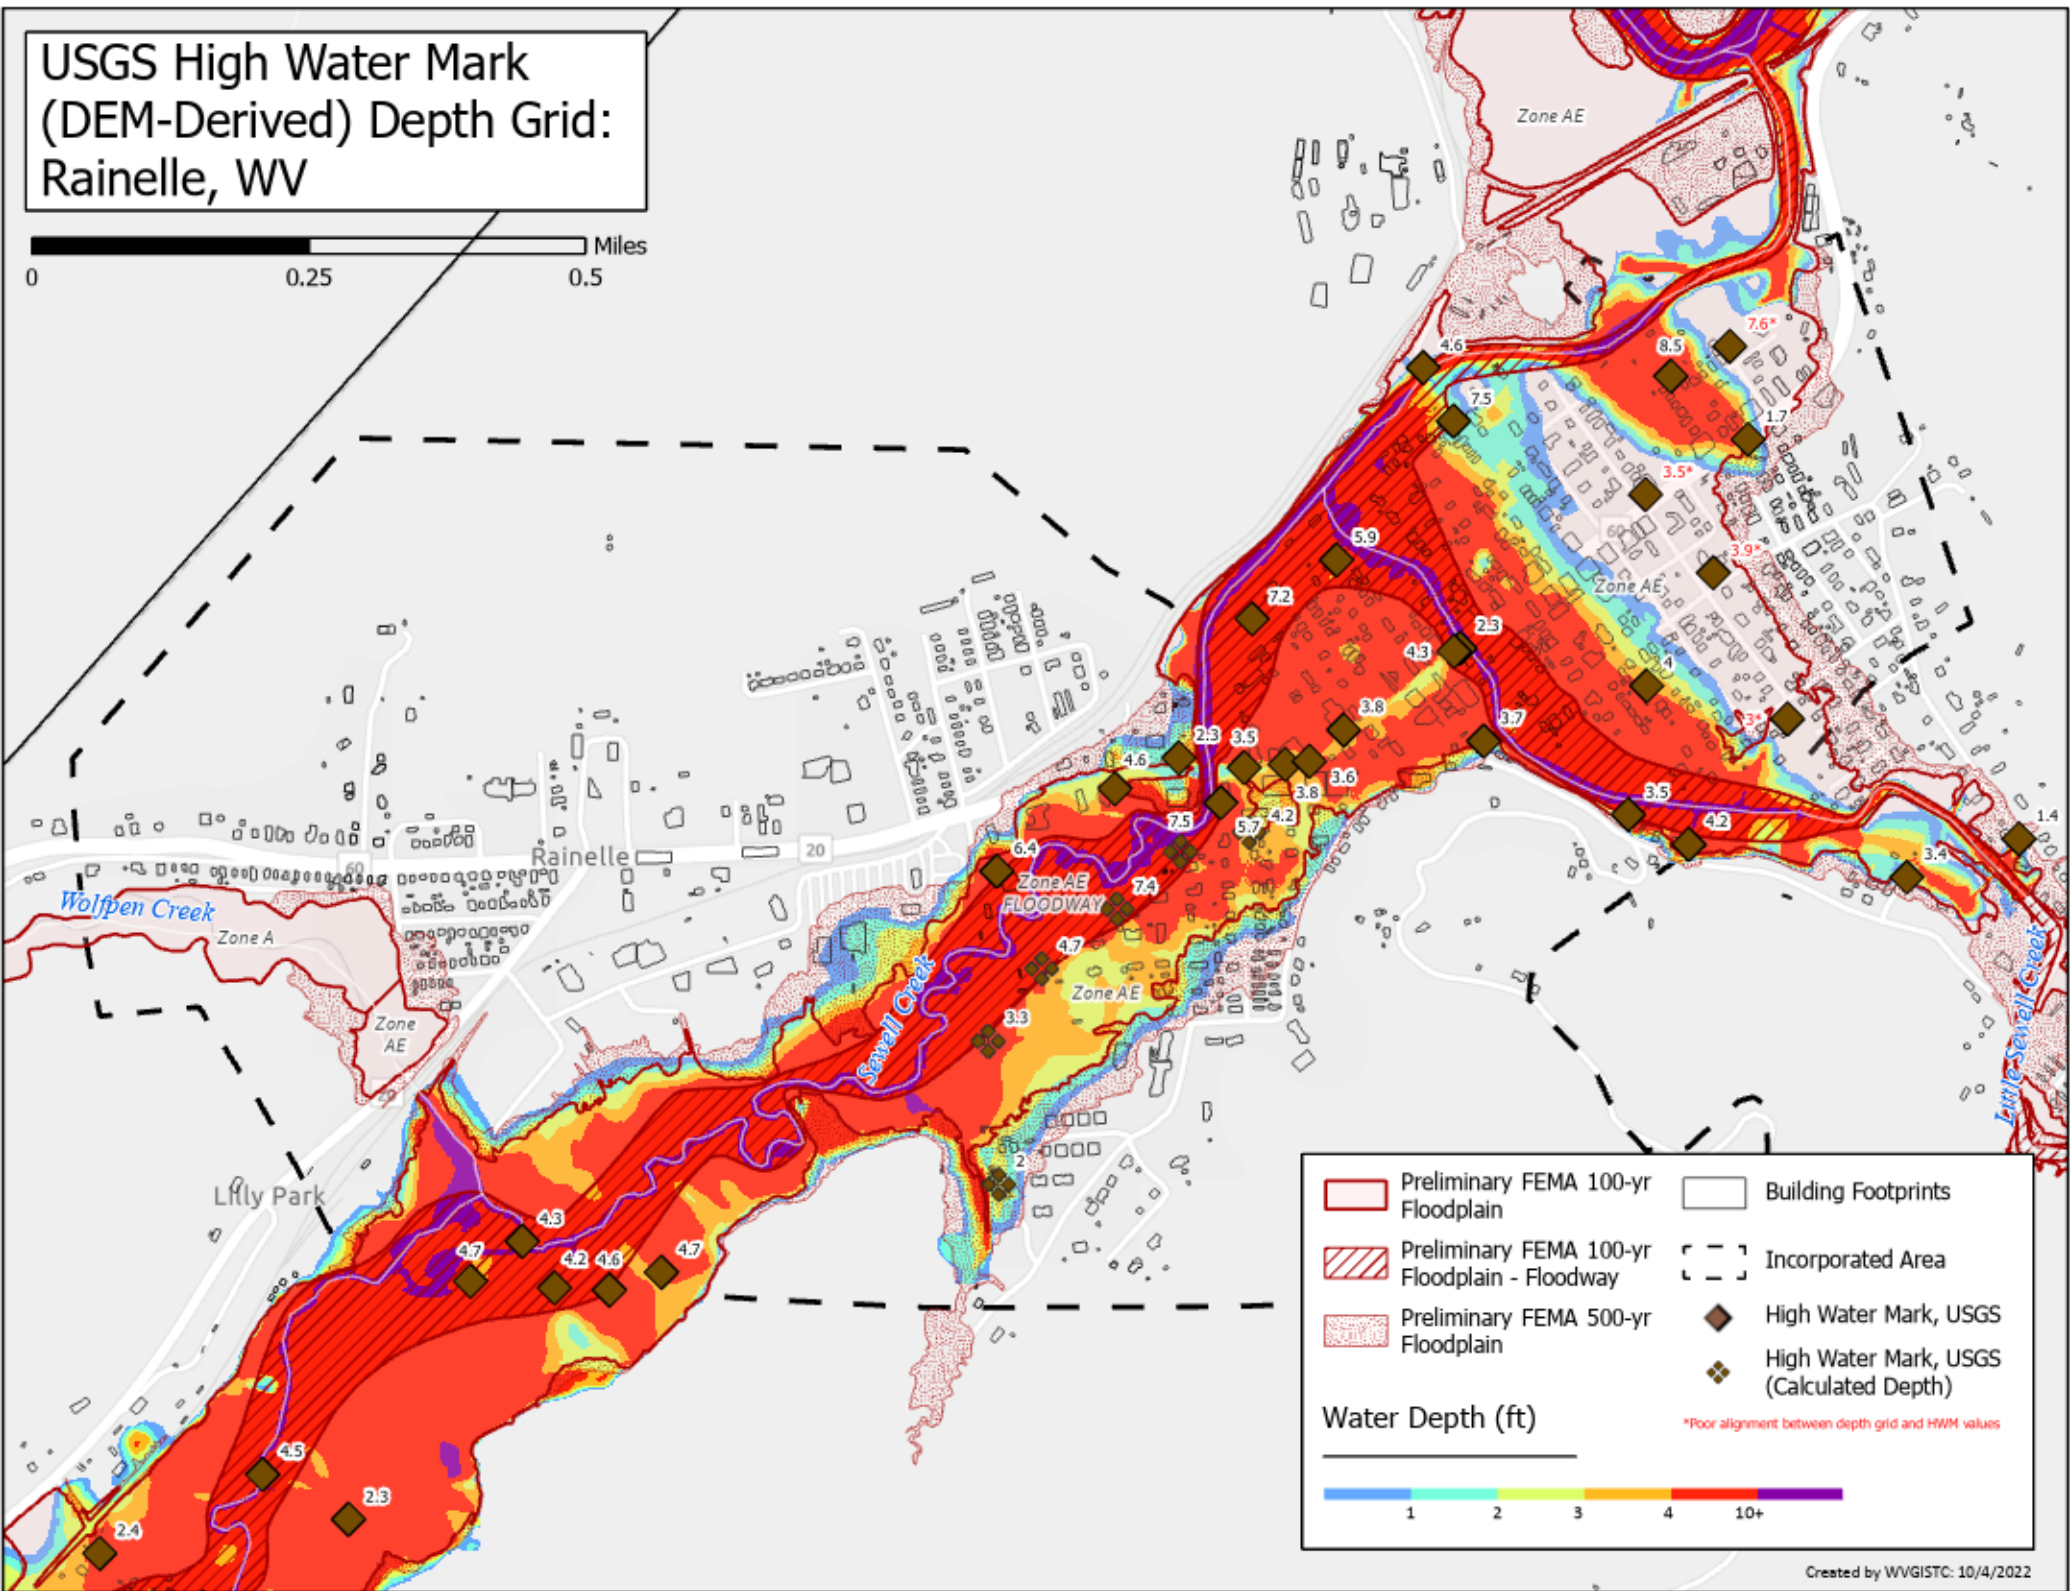 USGS High Water Mark
(DEM-Derived) Depth Grid:
Rainelle, WV
Miles
0 0.25 0.5
Zone AE
7.6*
4.6
8.5
7.5
1.7
3.5*
60
5.9
3.9*
Zone AE
7.2
2.3
4.3
4
3.8
3*
3.7
2.3
3.5
4.6
3.6
3.8
3.5
4.2
7.5
5.7
4.2
1.4
Rainelle
20
60
6.4
3.4
Zone AE
FLOODWAY
7.4
Wolfpen Creek
Zone A
4.7
Zone AE
Sewell Creek
Little Sewell Creek
Zone
AE
3.3
20
2
Lilly Park
4.3
4.7
4.2
4.6
4.7
4.5
2.3
2.4
Preliminary FEMA 100-yr
Floodplain
Preliminary FEMA 100-yr
Floodplain - Floodway
Preliminary FEMA 500-yr
Floodplain
Building Footprints
Incorporated Area
High Water Mark, USGS
High Water Mark, USGS
(Calculated Depth)
*Poor alignment between depth grid and HWM values
Water Depth (ft)
1 2 3 4 10+
Created by WVGISTC: 10/4/2022